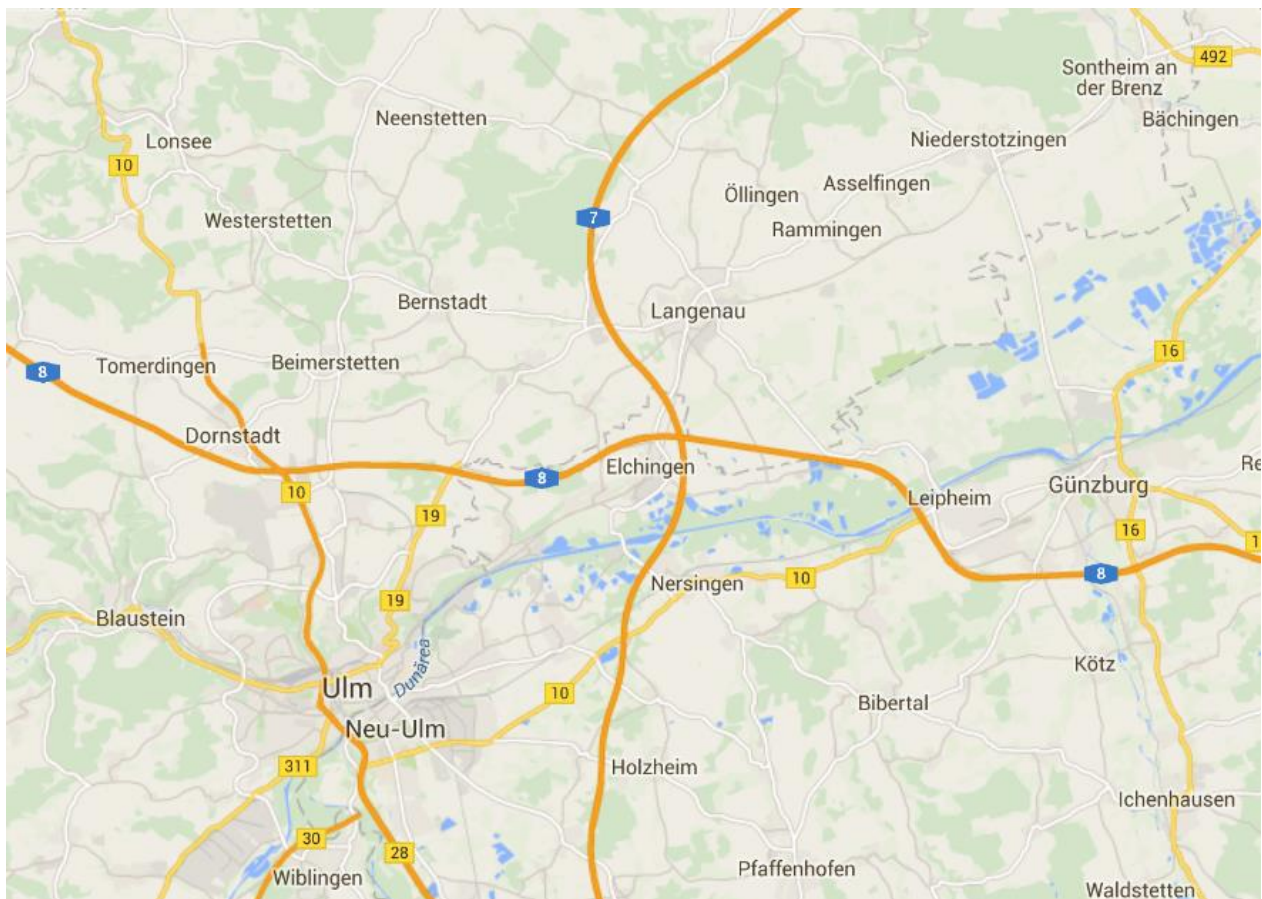 492
Sontheim an
der Brenz
Neenstetten
Bächingen
Lonsee
Niederstotzingen
10
Asselfingen
Öllingen
Westerstetten
7
Rammingen
Bernstadt
Langenau
16
Tomerdingen
Beimerstetten
8
Dornstadt
Elchingen
Re
8
Günzburg
10
Leipheim
19
16
1
8
10
Nersingen
19
Blaustein
Dunărea
Kötz
Ulm
10
Bibertal
Neu-Ulm
311
Holzheim
Ichenhausen
30
28
Pfaffenhofen
Wiblingen
Waldstetten